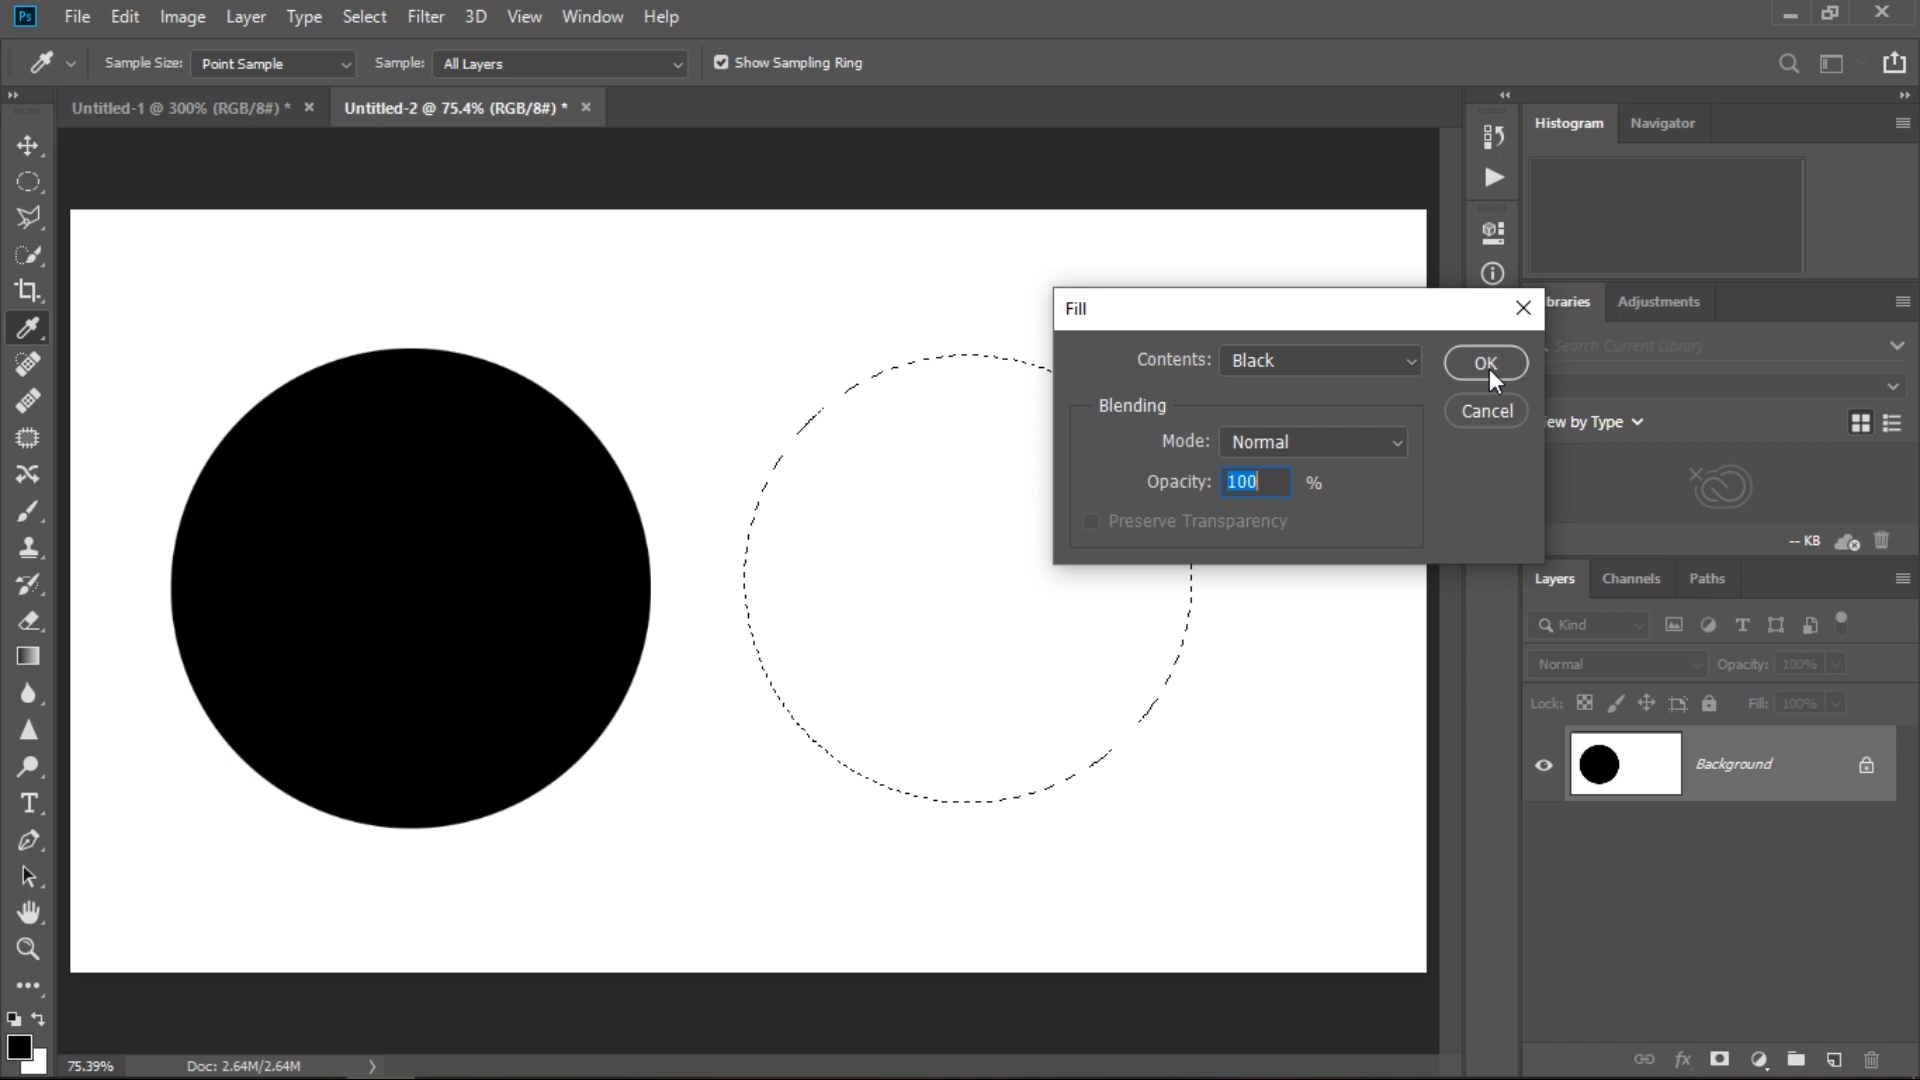 Ps File Edit Image Layer Type Select Filter 3D View Window Help
Sample Size: Point Sample Sample: All Layers Show Sampling Ring
Untitled-1 @ 300% (RGB/8#) * × Untitled-2 @ 75.4% (RGB/8#) * ×
Histogram Navigator
braries Adjustments
Search Current Library
ew by Type
-- KB
Fill
Contents: Black OK
Blending Cancel
Mode: Normal
Opacity: 100 %
Preserve Transparency
Layers Channels Paths
Kind
Normal Opacity: 100%
Lock: Fill: 100%
Background
75.39% Doc: 2.64M/2.64M